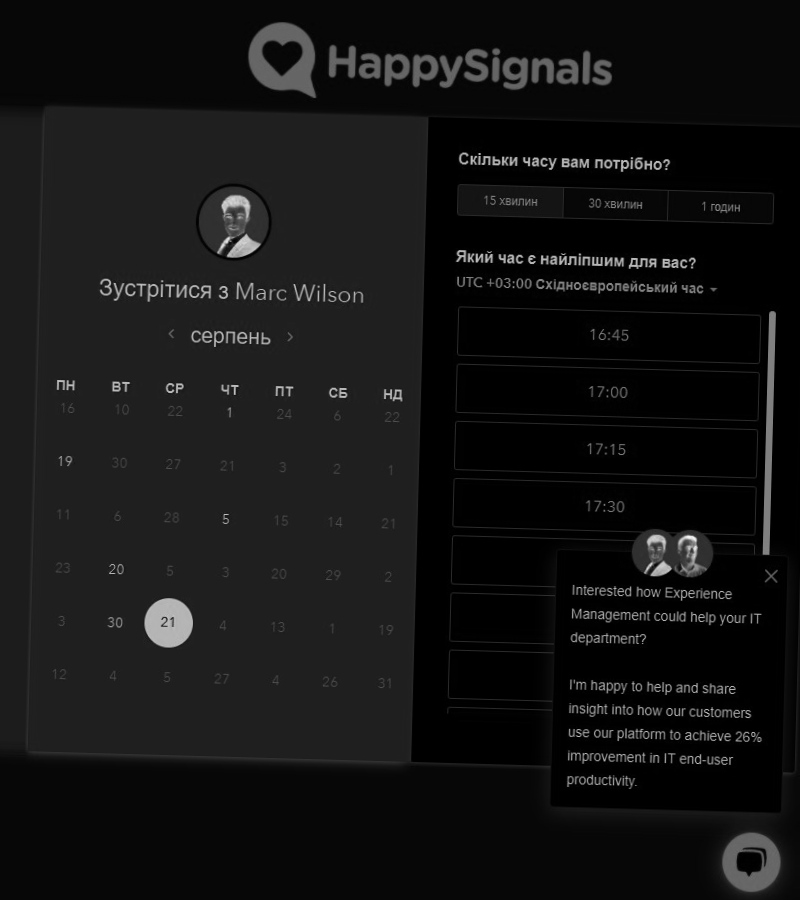 HappySignals
Зустрітися з Marc Wilson
серпень
ПН ВТ СР ЧТ ПТ СБ НД
16 10 22 1 24 6 22
19 30 27 21 3 2 1
11 6 28 5 15 14 21
23 20 5 3 20 29 2
3 30 21 4 13 1 19
12 4 5 27 4 26 31
Скільки часу вам потрібно?
15 хвилин 30 хвилин 1 годин
Який час є найліпшим для вас?
UTC +03:00 Східноєвропейський час
16:45
17:00
17:15
17:30
Interested how Experience
Management could help your IT
department?
I'm happy to help and share
insight into how our customers
use our platform to achieve 26%
improvement in IT end-user
productivity.